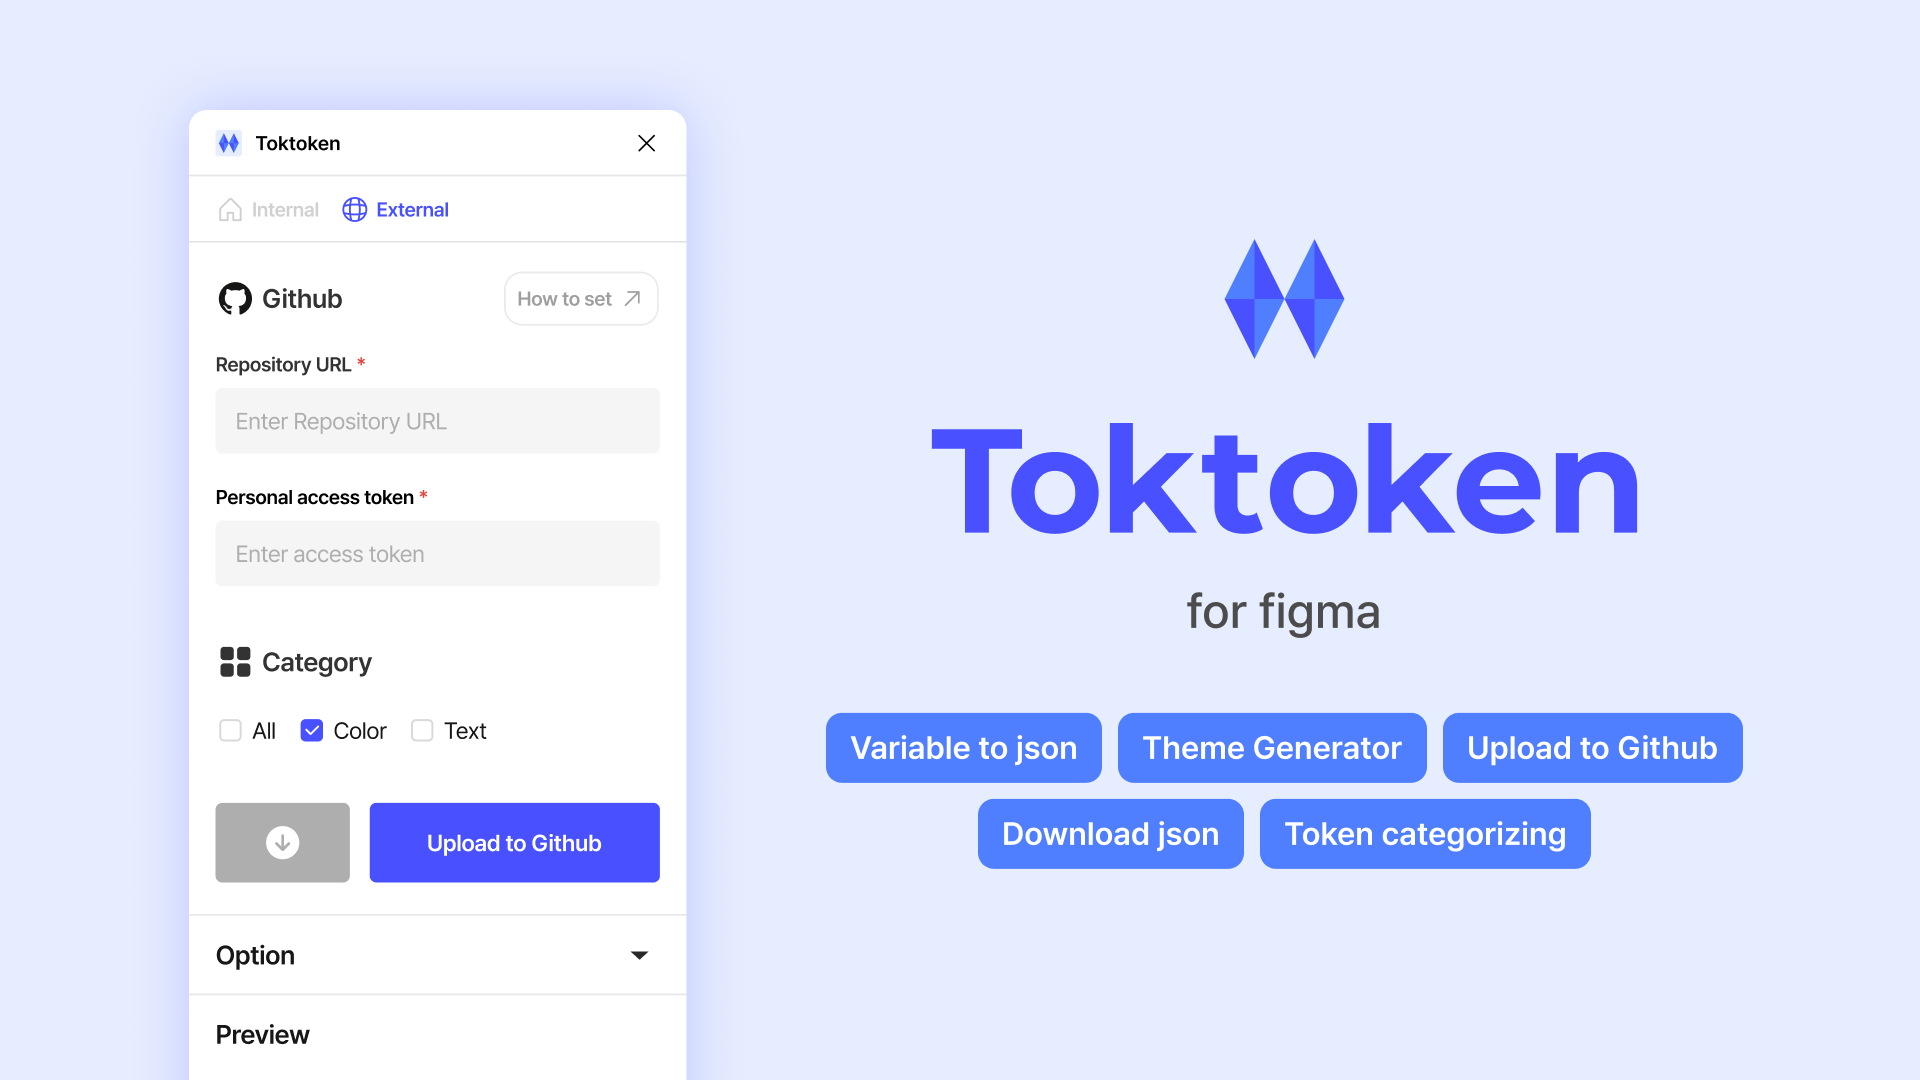 Toktoken
Internal External
Github How to set
Repository URL *
Enter Repository URL
Personal access token *
Enter access token
Category
All Color Text
Upload to Github
Option
Preview
Toktoken
for figma
Variable to json Theme Generator Upload to Github
Download json Token categorizing